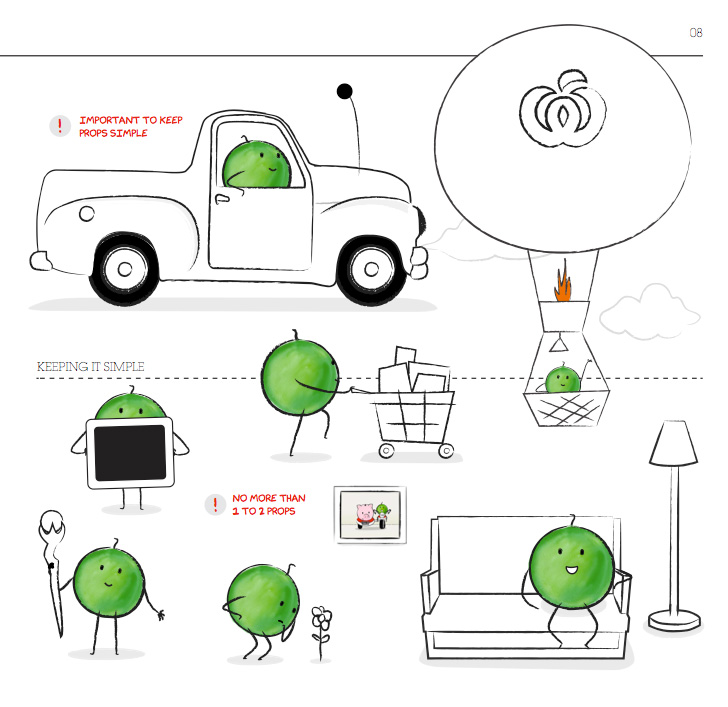 08
IMPORTANT TO KEEP
PROPS SIMPLE
KEEPING IT SIMPLE
NO MORE THAN
1 TO 2 PROPS